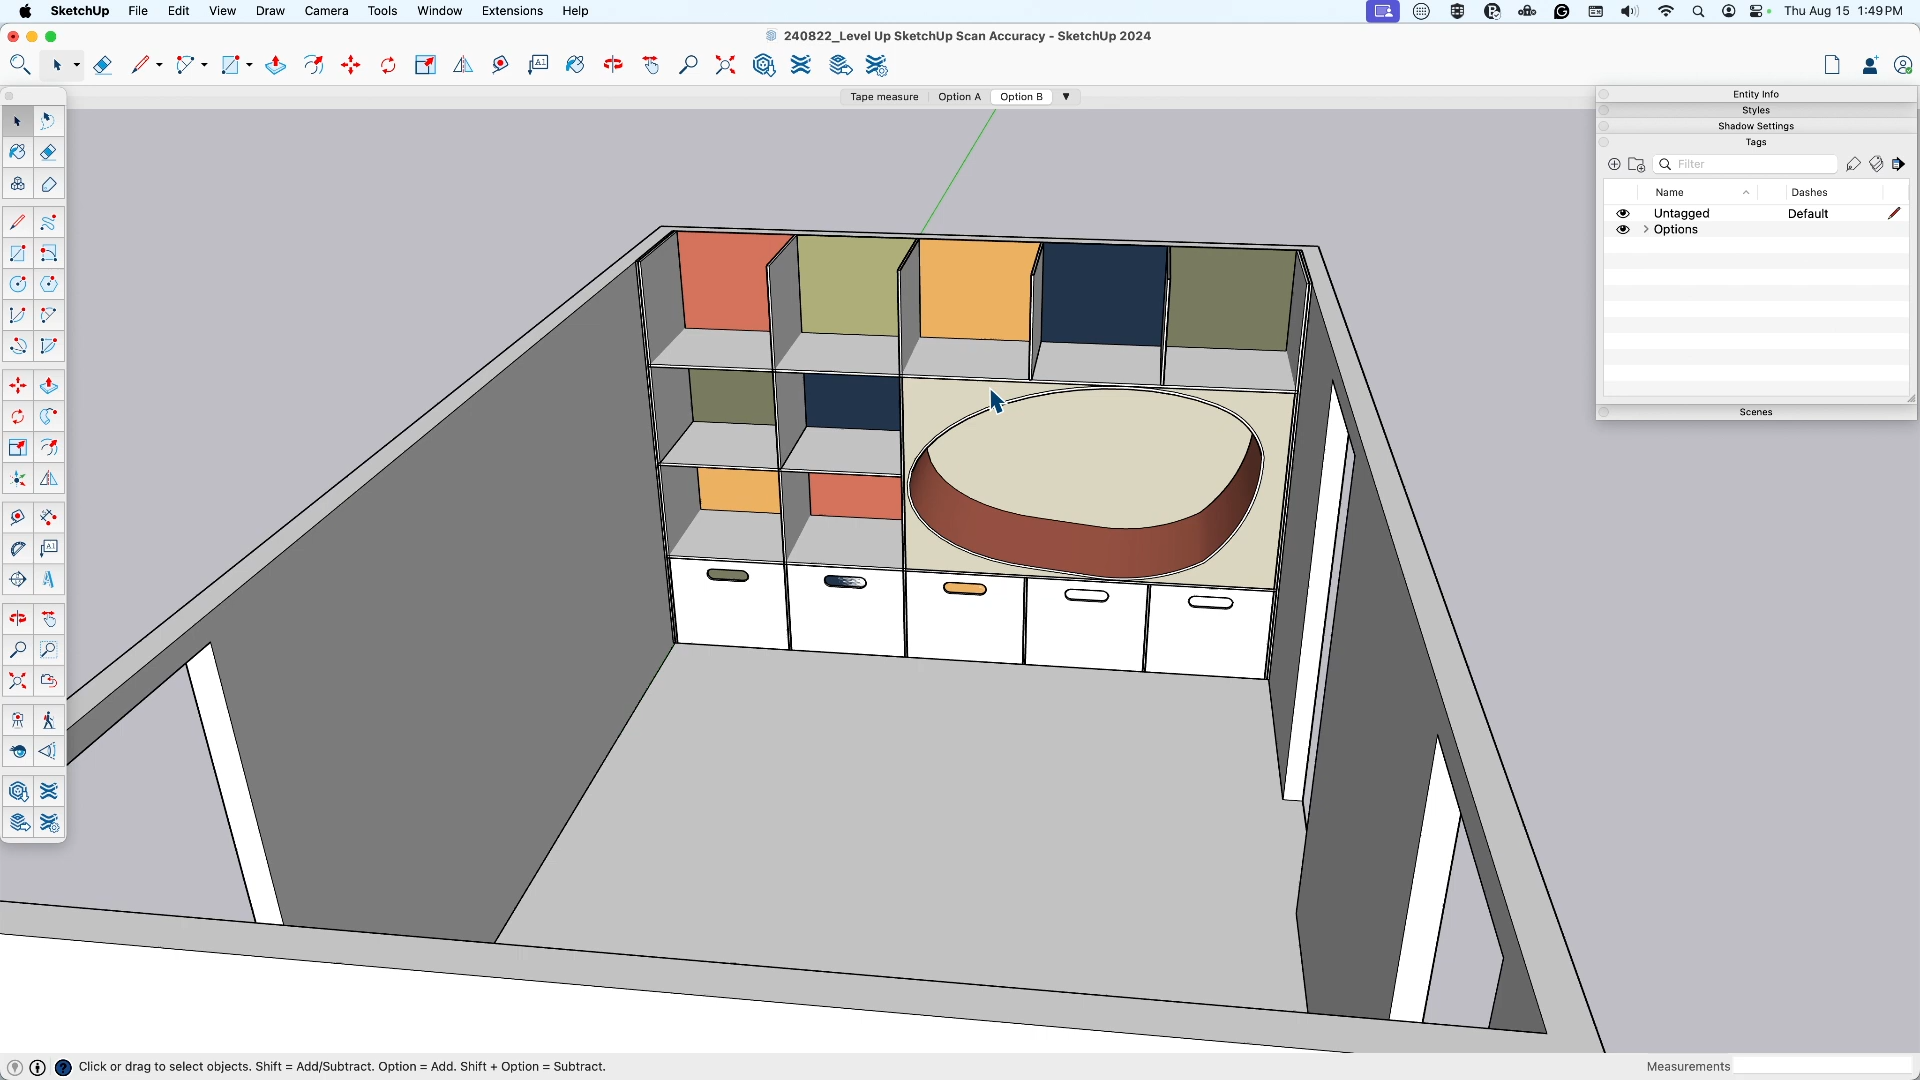 SketchUp File Edit View Draw Camera Tools Window Extensions Help Thu Aug 15 1:49 PM
240822_Level Up SketchUp Scan Accuracy - SketchUp 2024
Tape measure Option A Option B
Entity Info
Styles
Shadow Settings
Tags
Filter
Name Dashes
Untagged Default
Options
Scenes
Click or drag to select objects. Shift = Add/Subtract. Option = Add. Shift + Option = Subtract.
Measurements